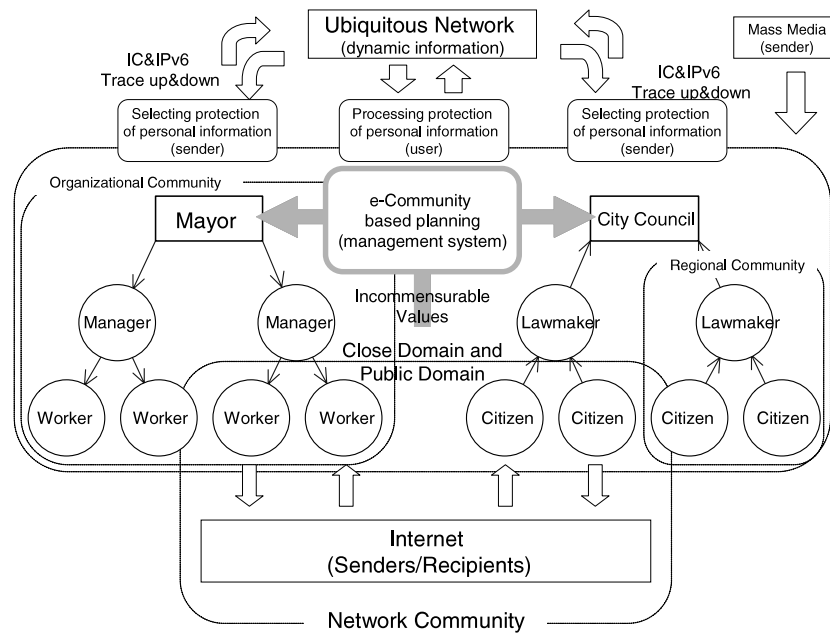 Ubiquitous Network
(dynamic information)
Mass Media
(sender)
IC&IPv6
Trace up&down
IC&IPv6
Trace up&down
Selecting protection
of personal information
(sender)
Processing protection
of personal information
(user)
Selecting protection
of personal information
(sender)
Organizational Community
e-Community
based planning
(management system)
Mayor
City Council
Regional Community
Incommensurable
Values
Manager
Manager
Lawmaker
Lawmaker
Close Domain and
Public Domain
Worker
Worker
Worker
Worker
Citizen
Citizen
Citizen
Citizen
Internet
(Senders/Recipients)
Network Community